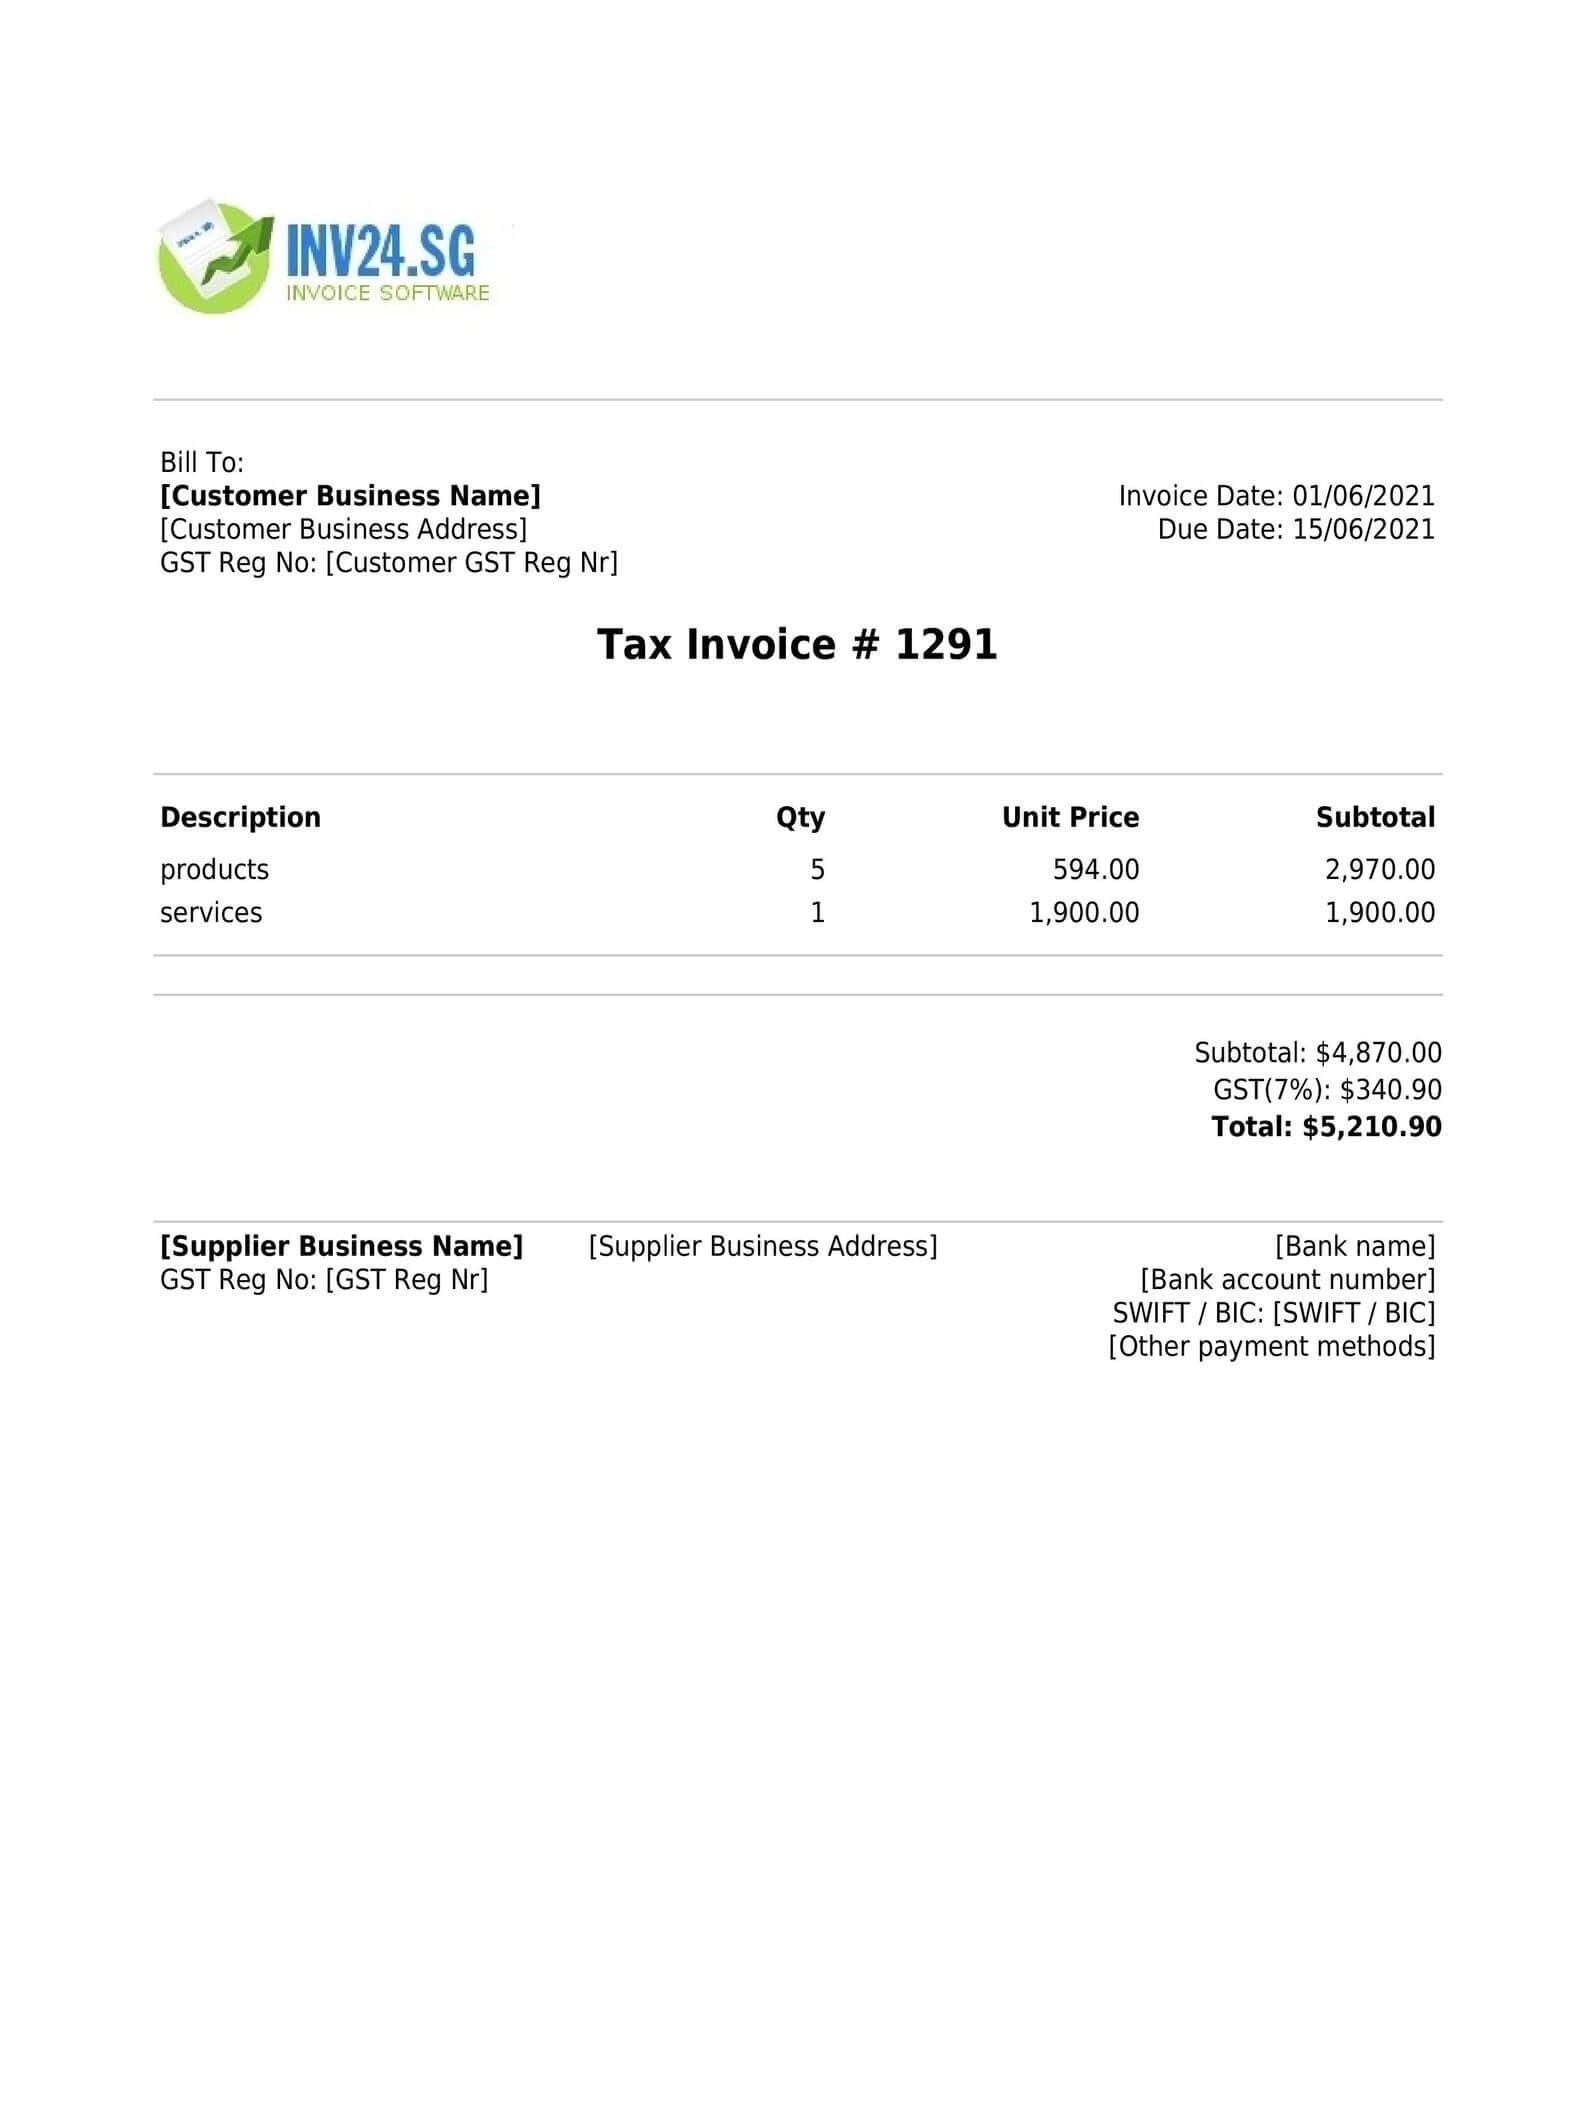 INV24.SG
INVOICE SOFTWARE
Bill To:
[Customer Business Name]
[Customer Business Address]
GST Reg No: [Customer GST Reg Nr]
Invoice Date: 01/06/2021
Due Date: 15/06/2021
Tax Invoice # 1291
Description Qty Unit Price Subtotal
products 5 594.00 2,970.00
services 1 1,900.00 1,900.00
Subtotal: $4,870.00
GST(7%): $340.90
Total: $5,210.90
[Supplier Business Name]
GST Reg No: [GST Reg Nr]
[Supplier Business Address]
[Bank name]
[Bank account number]
SWIFT / BIC: [SWIFT / BIC]
[Other payment methods]